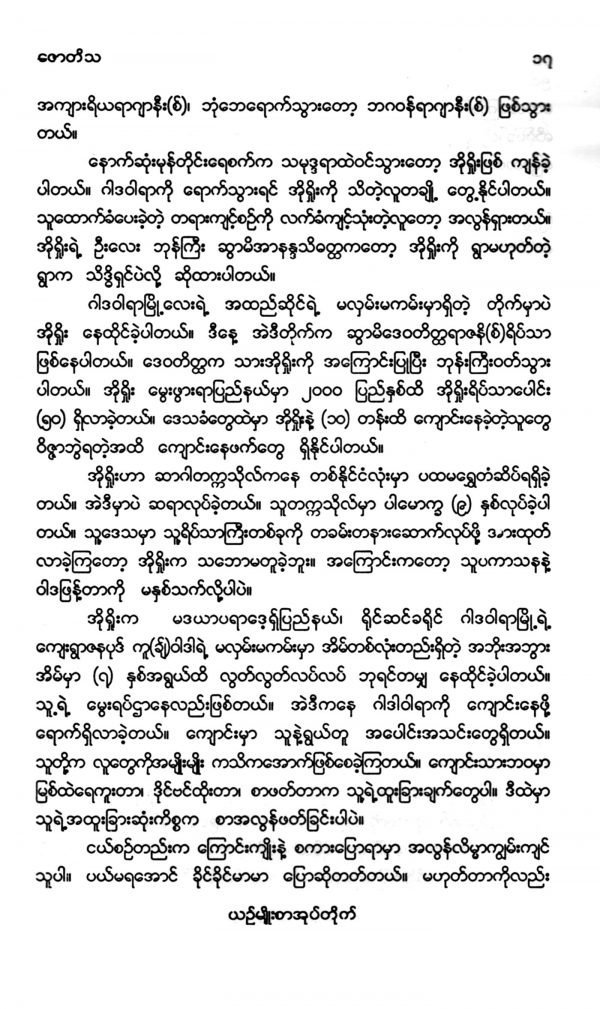 ဇောတိသ ၁၇
အကျားရိယရာဂျာနီး(စ်)၊ ဘုံဘေရောက်သွားတော့ ဘဂဝန်ရာဂျာနီး(စ်) ဖြစ်သွား
တယ်။
နောက်ဆုံးမုန်တိုင်းရေစက်က သမုဒ္ဒရာထဲဝင်သွားတော့ အိုရှိုးဖြစ် ကျန်ခဲ့
ပါတယ်။ ဂါဒဝါရာကို ရောက်သွားရင် အိုရှိုးကို သိတဲ့လူတချို့ တွေ့နိုင်ပါတယ်။
သူထောက်ခံပေးခဲ့တဲ့ တရားကျင့်စဉ်ကို လက်ခံကျင့်သုံးတဲ့လူတော့ အလွန်ရှားတယ်။
အိုရှိုးရဲ့ ဦးလေး ဘုန်ကြီး ဆွာမိအာနန္ဒသိဒတ္ထကတော့ အိုရှိုးကို ရွာမဟုတ်တဲ့
ရွာက သိဒ္ဓိရှင်ပဲလို့ ဆိုထားပါတယ်။
ဂါဒဝါရာမြို့လေးရဲ့ အထည်ဆိုင်ရဲ့ မလှမ်းမကမ်းမှာရှိတဲ့ တိုက်မှာပဲ
အိုရှိုး နေထိုင်ခဲ့ပါတယ်။ ဒီနေ့ အဲဒီတိုက်က ဆွာမိဒေဝတိတ္ထရာဇနိ(စ်)ရိပ်သာ
ဖြစ်နေပါတယ်။ ဒေဝတိတ္ထက သားအိုရှိုးကို အကြောင်းပြုပြီး ဘုန်းကြီးဝတ်သွား
ပါတယ်။ အိုရှိုး မွေးဖွားရာပြည်နယ်မှာ ၂၀၀၀ ပြည့်နှစ်ထိ အိုရှိုးရိပ်သာပေါင်း
(၅၀) ရှိလာခဲ့တယ်။ ဒေသခံတွေထဲမှာ အိုရှိုးနဲ့ (၁၀) တန်းထိ ကျောင်းနေခဲ့တဲ့သူတွေ
ဝိဇ္ဇာဘွဲ့ရတဲ့အထိ ကျောင်းနေဖက်တွေ ရှိနိုင်ပါတယ်။
အိုရှိုးဟာ ဆာဂါတက္ကသိုလ်ကနေ တစ်နိုင်ငံလုံးမှာ ပထမရွှေတံဆိပ်ရရှိခဲ့
တယ်။ အဲဒီမှာပဲ ဆရာလုပ်ခဲ့တယ်။ သူတက္ကသိုလ်မှာ ပါမောက္ခ (၉) နှစ်လုပ်ခဲ့ပါ
တယ်။ သူ့ဒေသမှာ သူ့ရိပ်သာကြီးတစ်ခုကို တခမ်းတနားဆောက်လုပ်ဖို့ အားထုတ်
လာခဲ့ကြတော့ အိုရှိုးက သဘောမတူခဲ့ဘူး။ အကြောင်းကတော့ သူပကာသနနဲ့
ဝါဒဖြန့်တာကို မနှစ်သက်လို့ပါပဲ။
အိုရှိုးက မဒယာပရာဒေ့ရှ်ပြည်နယ်၊ ရိုင်ဆင်ခရိုင် ဂါဒဝါရာမြို့ရဲ့
ကျေးရွာဇနပုဒ် ကူ(ချ်)ဝါဒါရဲ့ မလှမ်းမကမ်းမှာ အိမ်တစ်လုံးတည်းရှိတဲ့ အဘိုးအဘွား
အိမ်မှာ (၇) နှစ်အရွယ်ထိ လွတ်လွတ်လပ်လပ် ဘုရင်တမျှ နေထိုင်ခဲ့ပါတယ်။
သူ့ရဲ့ မွေးရပ်ဌာနေလည်းဖြစ်တယ်။ အဲဒီကနေ ဂါဒါဝါရာကို ကျောင်းနေဖို့
ရောက်ရှိလာခဲ့တယ်။ ကျောင်းမှာ သူနဲ့ရွယ်တူ အပေါင်းအသင်းတွေရှိတယ်။
သူတို့က လူတွေကိုအမျိုးမျိုး ကသိကအောက်ဖြစ်စေခဲ့ကြတယ်။ ကျောင်းသားဘဝမှာ
မြစ်ထဲရေကူးတာ၊ ဒိုင်ဗင်ထိုးတာ၊ စာဖတ်တာက သူ့ရဲ့ထူးခြားချက်တွေပါ။ ဒီထဲမှာ
သူရဲ့အထူးခြားဆုံးကိစ္စက စာအလွန်ဖတ်ခြင်းပါပဲ။
ငယ်စဉ်တည်းက ကြောင်းကျိုးနဲ့ စကားပြောရာမှာ အလွန်လိမ္မာကျွမ်းကျင်
သူပါ။ ပယ်မရအောင် ခိုင်ခိုင်မာမာ ပြောဆိုတတ်တယ်။ မဟုတ်တာကိုလည်း
ယဉ်မျိုးစာအုပ်တိုက်